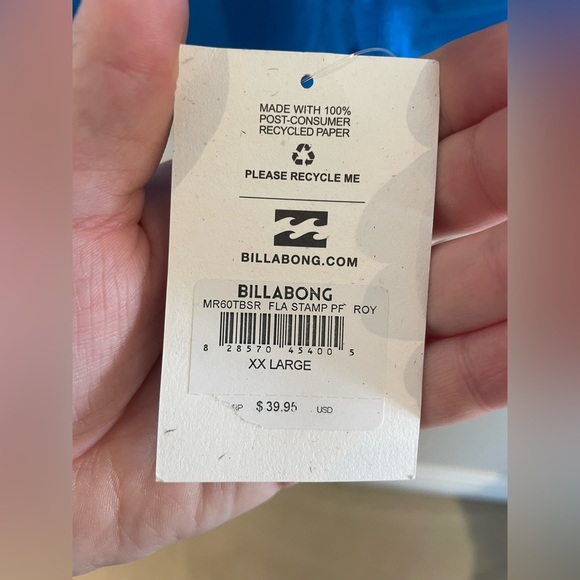 MADE WITH 100%
POST-CONSUMER
RECYCLED PAPER
PLEASE RECYCLE ME
BILLABONG.COM
BILLABONG
MR60TBSR FLA STAMP PF ROY
8 28570 45400 5
XX LARGE
$39.95 USD